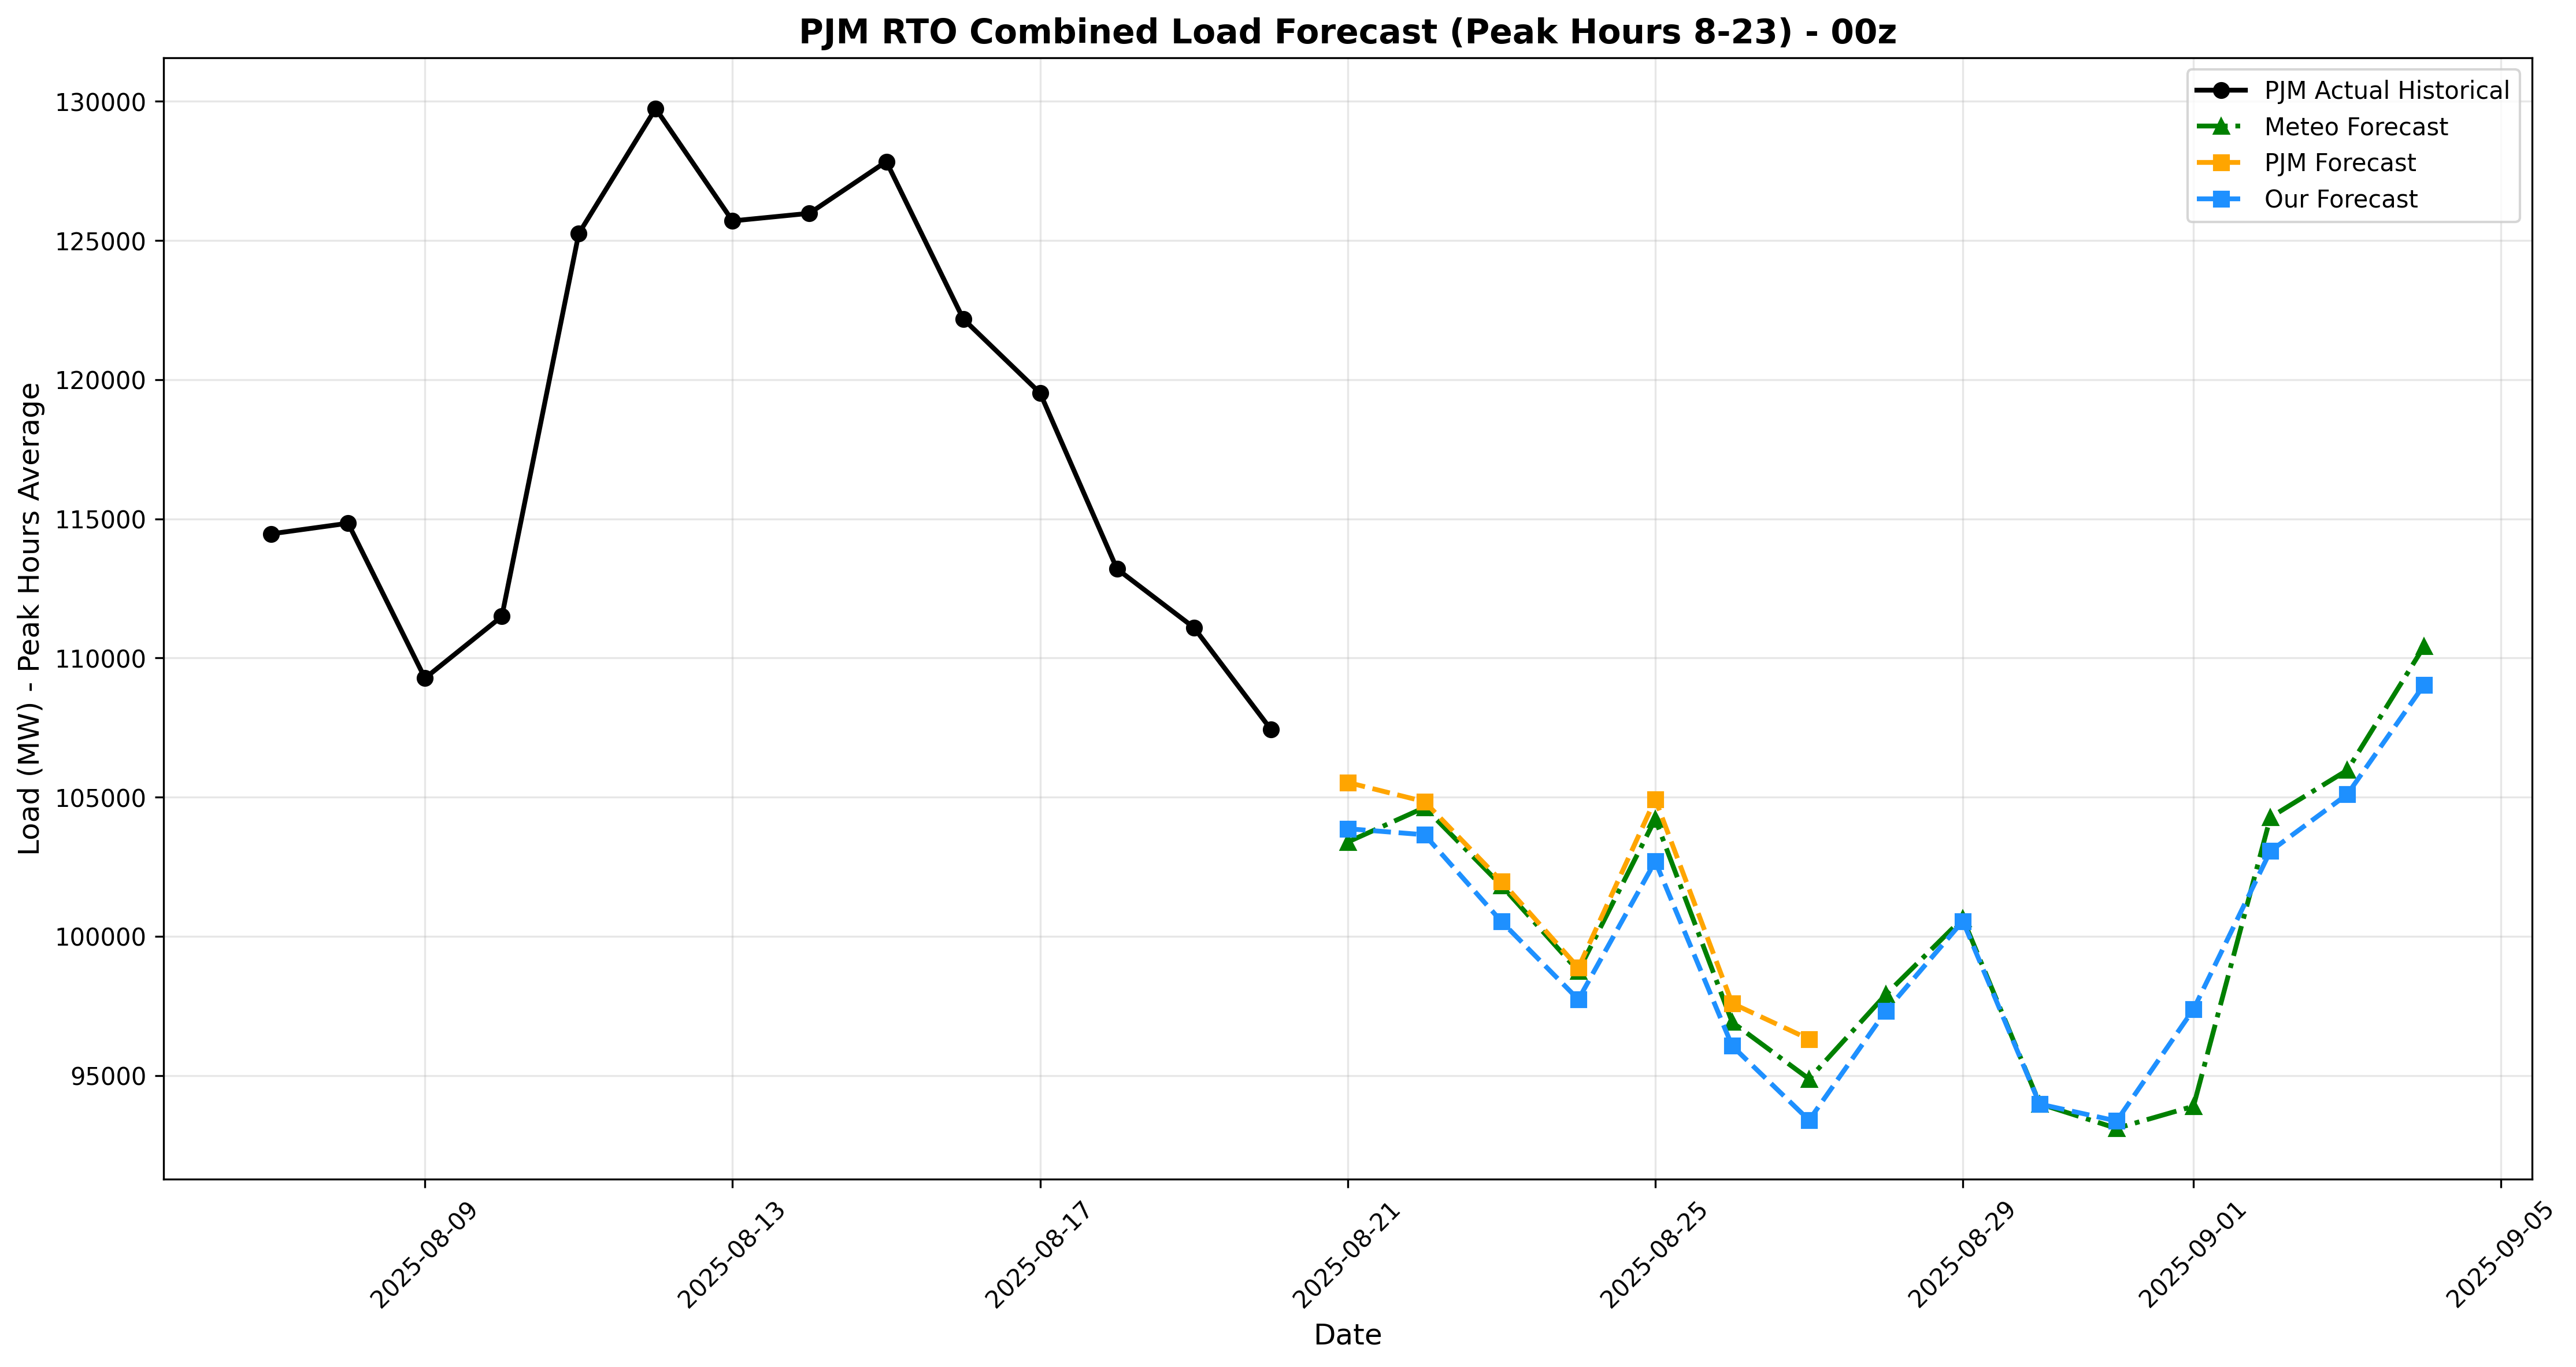 PJM RTO Combined Load Forecast (Peak Hours 8-23) - 00z
PJM Actual Historical
Meteo Forecast
PJM Forecast
Our Forecast
Load (MW) - Peak Hours Average
130000
125000
120000
115000
110000
105000
100000
95000
2025-08-09
2025-08-13
2025-08-17
2025-08-21
2025-08-25
2025-08-29
2025-09-01
2025-09-05
Date